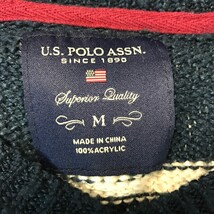 U.S. POLO ASSN.
SINCE 1890
Superior Quality
M
MADE IN CHINA
100% ACRYLIC